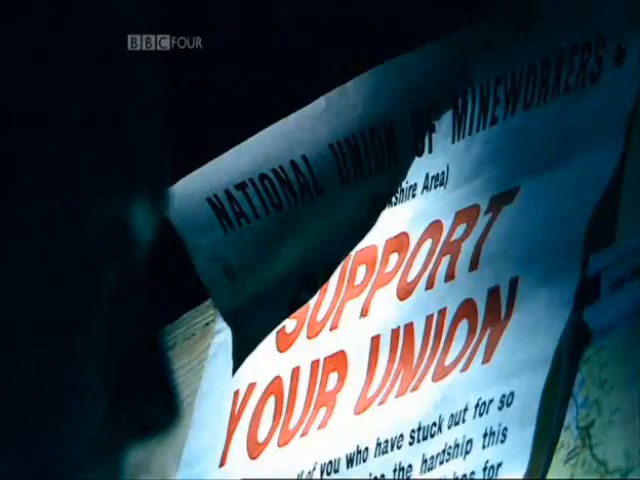 BBC FOUR
NATIONAL UNION OF MINEWORKERS
shire Area)
SUPPORT
YOUR UNION
of you who have stuck out for so
the hardship this
for